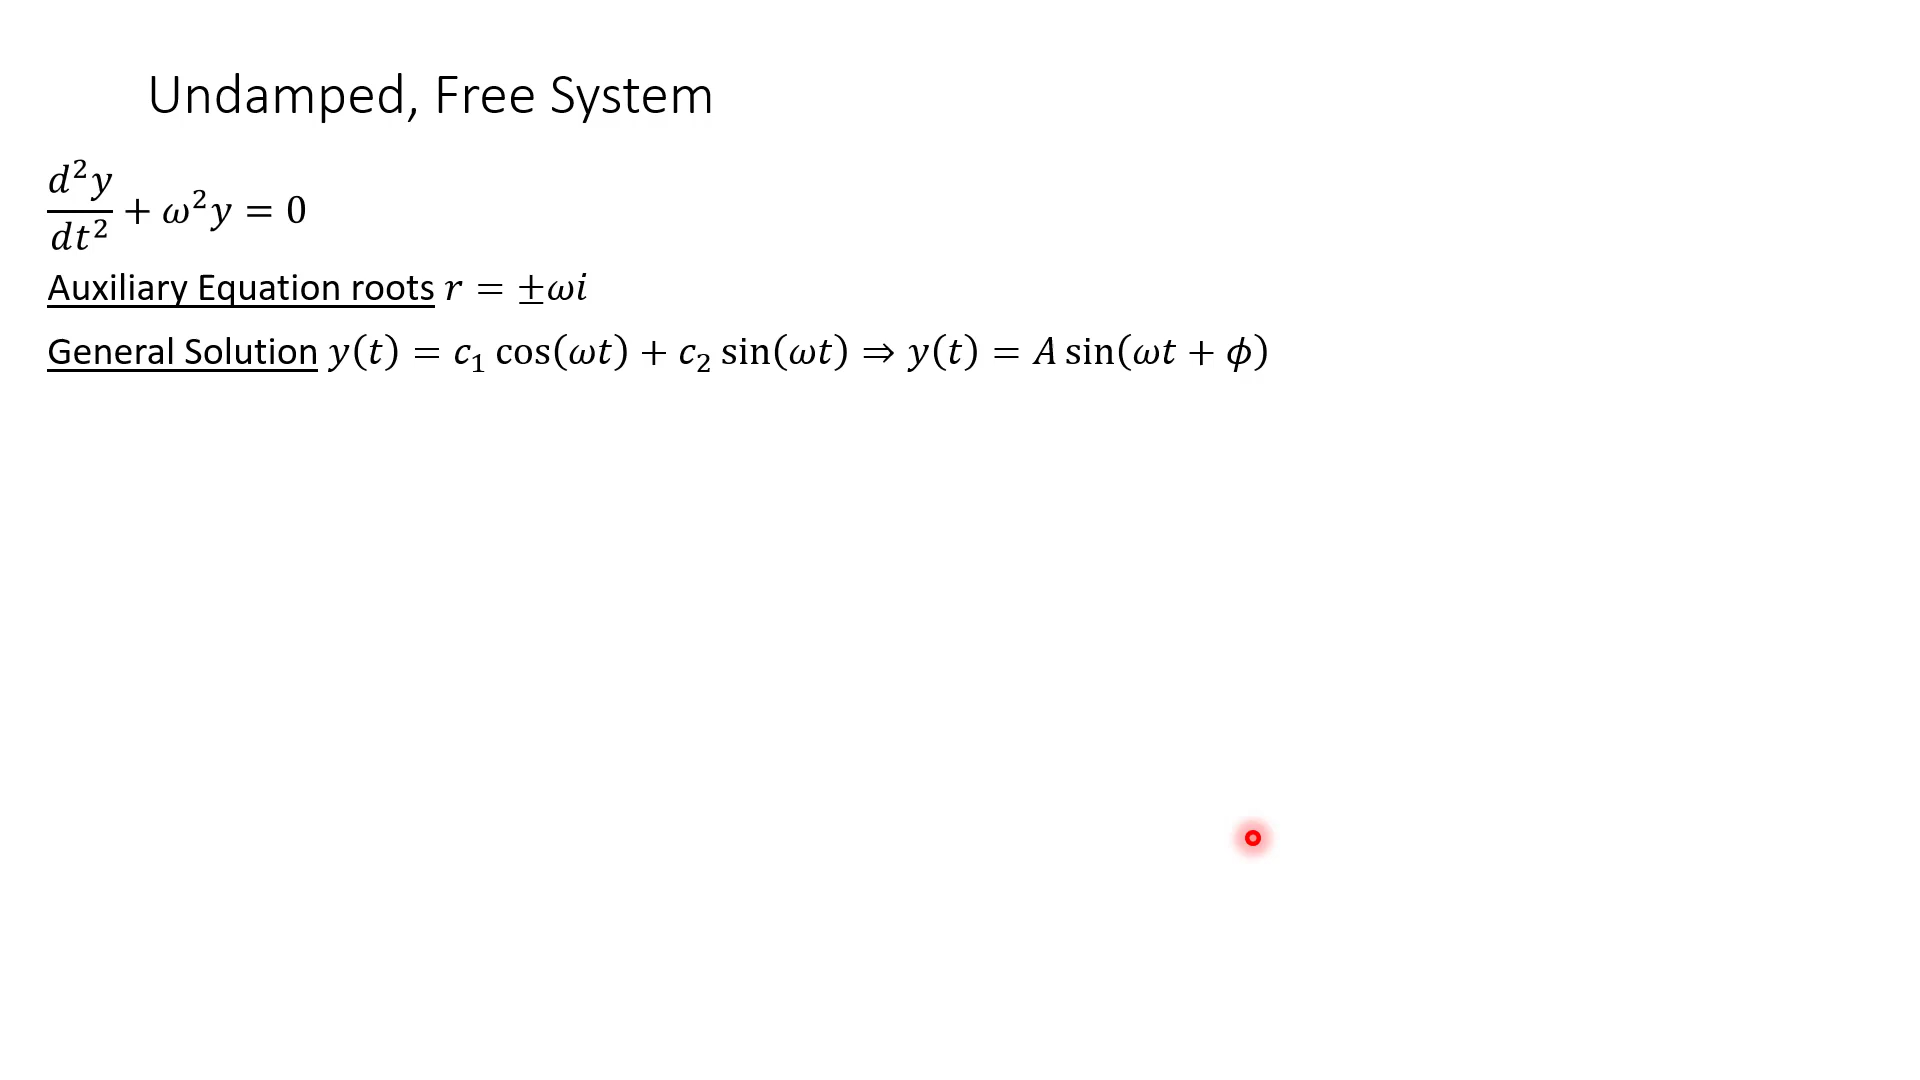 Undamped, Free System
d²y/dt² + ω²y = 0
Auxiliary Equation roots r = ±ωi
General Solution y(t) = c₁ cos(ωt) + c₂ sin(ωt) ⇒ y(t) = A sin(ωt + ϕ)